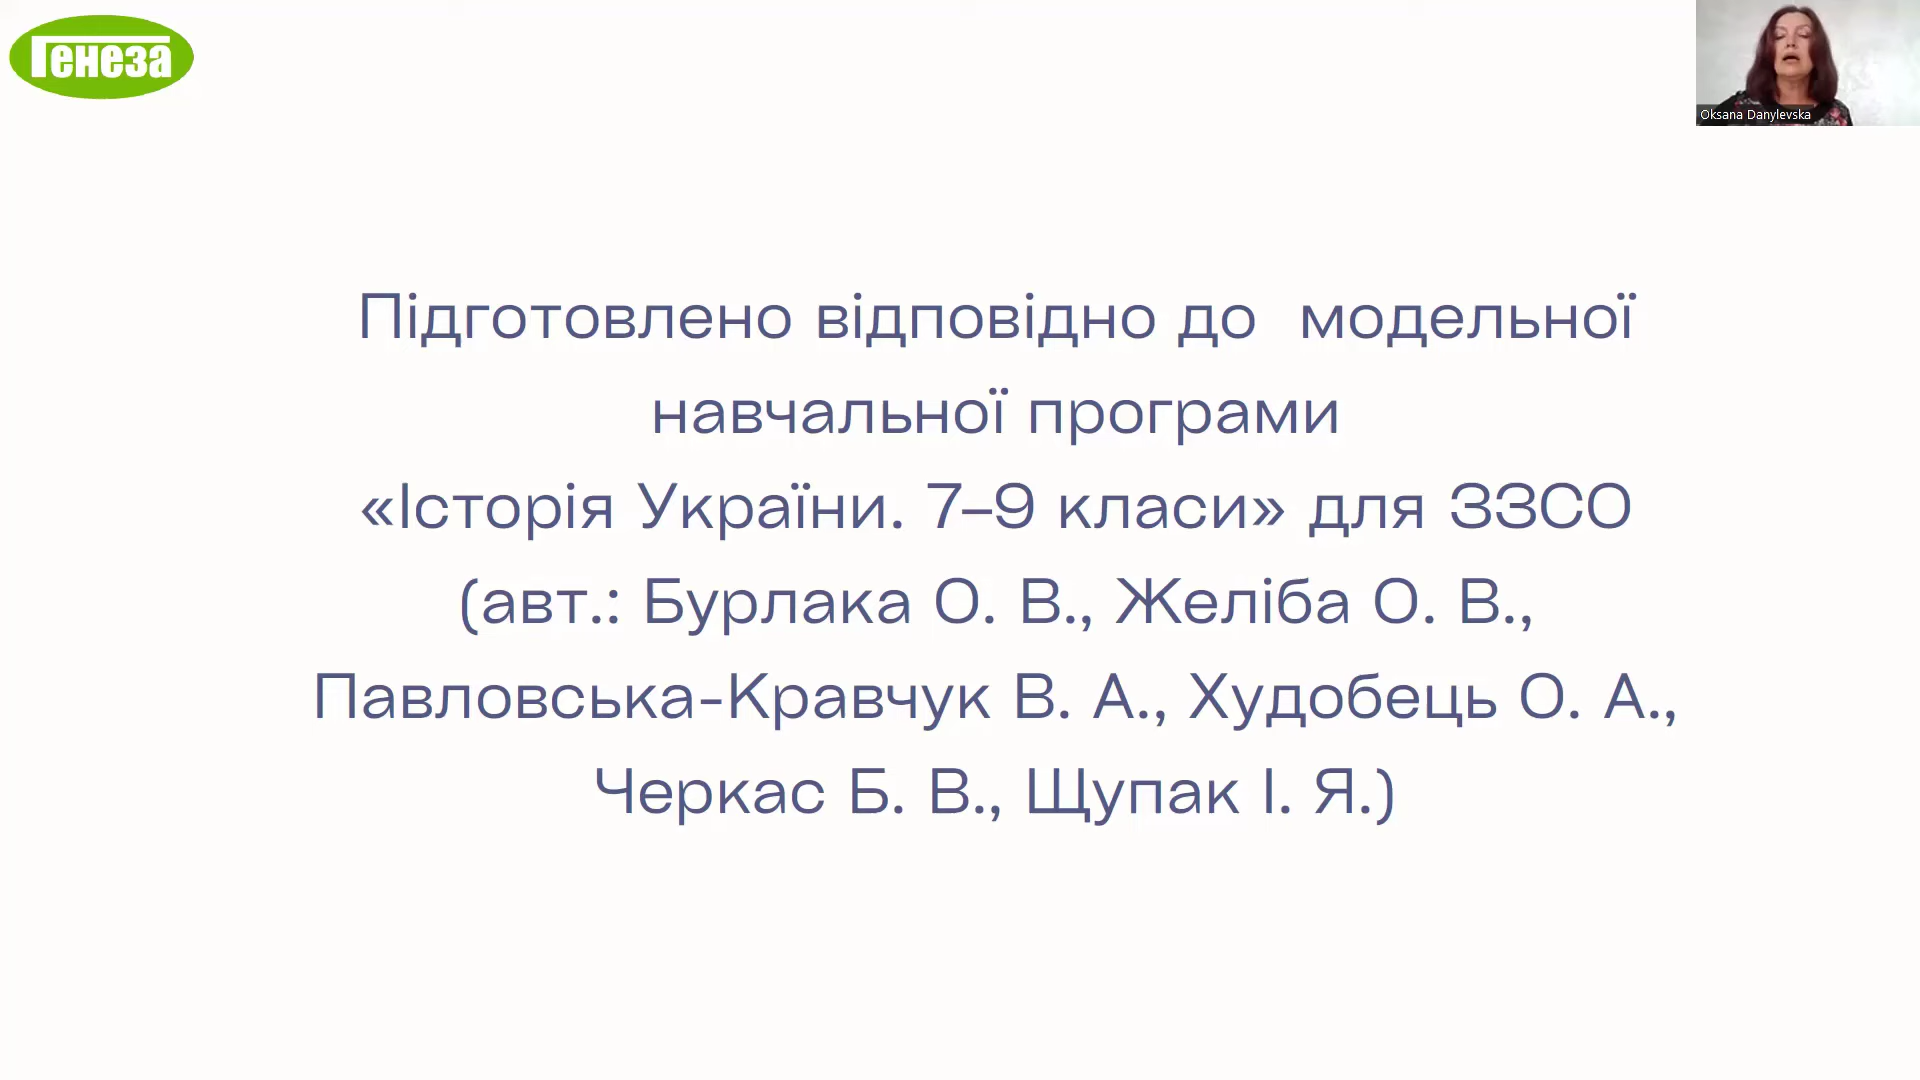 Генеза
Oksana Danylevska
Підготовлено відповідно до модельної
навчальної програми
«Історія України. 7–9 класи» для ЗЗСО
(авт.: Бурлака О. В., Желіба О. В.,
Павловська-Кравчук В. А., Худобець О. А.,
Черкас Б. В., Щупак І. Я.)